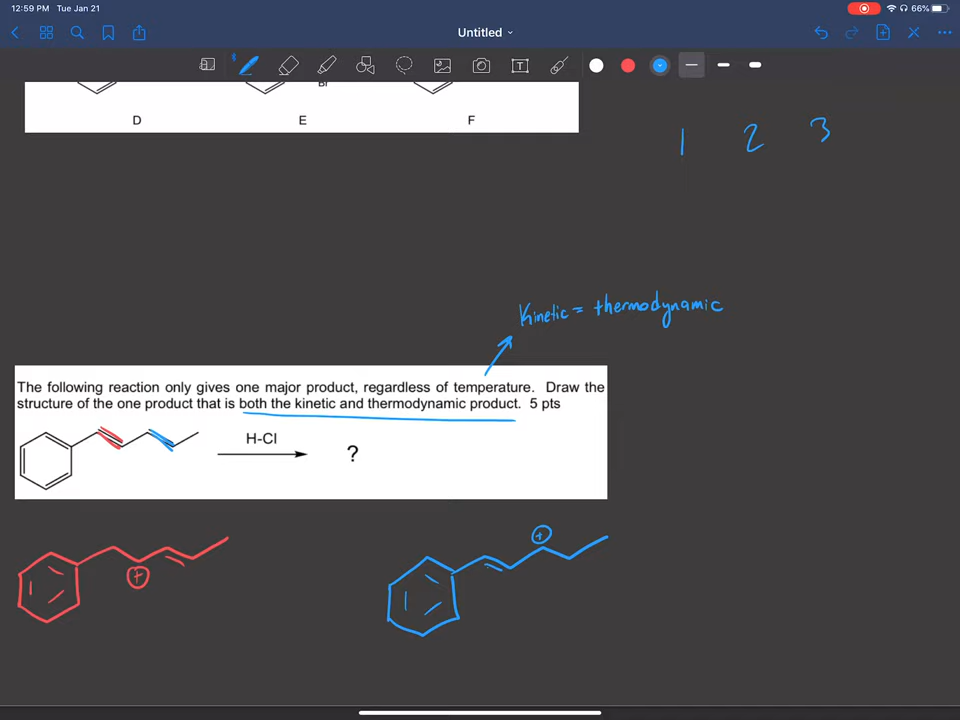 12:59 PM Tue Jan 21
66%
Untitled
T
Br
D E F
1 2 3
Kinetic = thermodynamic
The following reaction only gives one major product, regardless of temperature. Draw the
structure of the one product that is both the kinetic and thermodynamic product. 5 pts
H-Cl
?
+
+